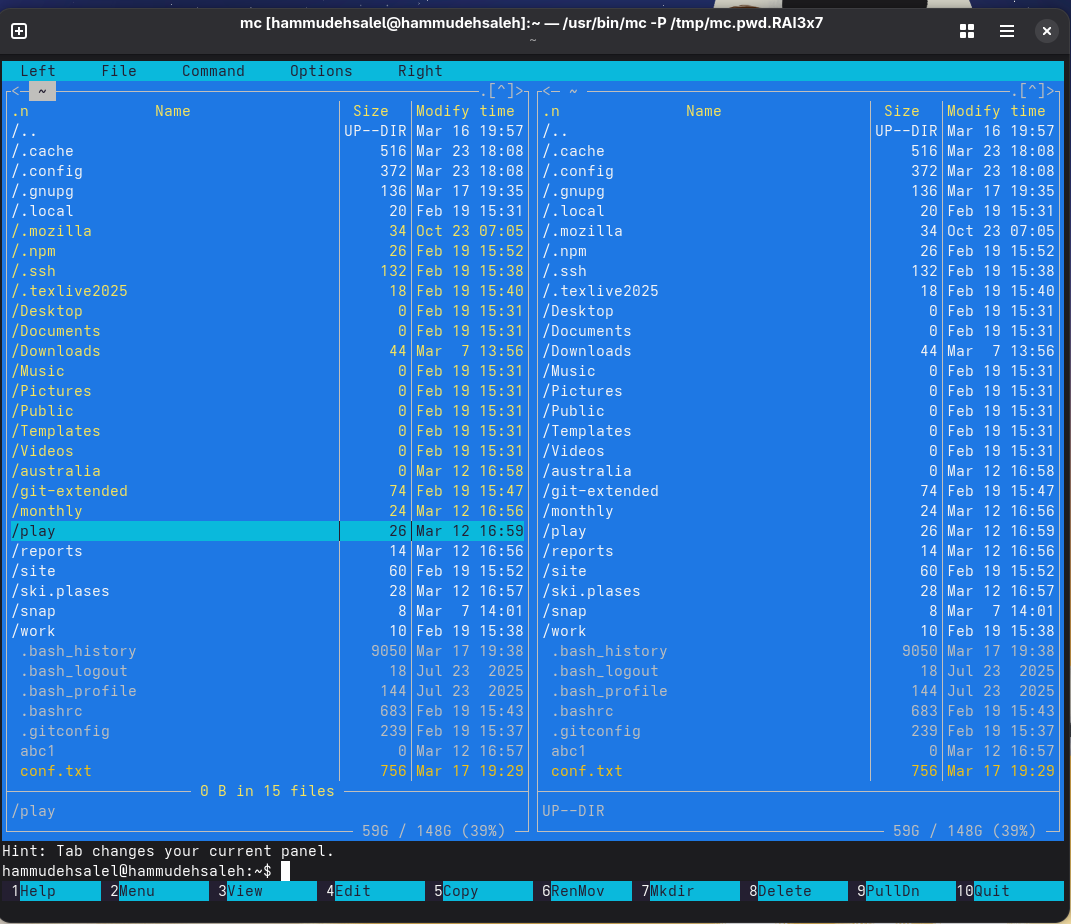 mc [hammudehsalel@hammudehsaleh]:~ — /usr/bin/mc -P /tmp/mc.pwd.RAI3x7
~
Left File Command Options Right
<─ ~ .[^]>
.n Name Size Modify time
/.. UP--DIR Mar 16 19:57
/.cache 516 Mar 23 18:08
/.config 372 Mar 23 18:08
/.gnupg 136 Mar 17 19:35
/.local 20 Feb 19 15:31
/.mozilla 34 Oct 23 07:05
/.npm 26 Feb 19 15:52
/.ssh 132 Feb 19 15:38
/.texlive2025 18 Feb 19 15:40
/Desktop 0 Feb 19 15:31
/Documents 0 Feb 19 15:31
/Downloads 44 Mar 7 13:56
/Music 0 Feb 19 15:31
/Pictures 0 Feb 19 15:31
/Public 0 Feb 19 15:31
/Templates 0 Feb 19 15:31
/Videos 0 Feb 19 15:31
/australia 0 Mar 12 16:58
/git-extended 74 Feb 19 15:47
/monthly 24 Mar 12 16:56
/play 26 Mar 12 16:59
/reports 14 Mar 12 16:56
/site 60 Feb 19 15:52
/ski.plases 28 Mar 12 16:57
/snap 8 Mar 7 14:01
/work 10 Feb 19 15:38
.bash_history 9050 Mar 17 19:38
.bash_logout 18 Jul 23 2025
.bash_profile 144 Jul 23 2025
.bashrc 683 Feb 19 15:43
.gitconfig 239 Feb 19 15:37
abc1 0 Mar 12 16:57
conf.txt 756 Mar 17 19:29
0 B in 15 files
/play
59G / 148G (39%)
<─ ~ .[^]>
.n Name Size Modify time
/.. UP--DIR Mar 16 19:57
/.cache 516 Mar 23 18:08
/.config 372 Mar 23 18:08
/.gnupg 136 Mar 17 19:35
/.local 20 Feb 19 15:31
/.mozilla 34 Oct 23 07:05
/.npm 26 Feb 19 15:52
/.ssh 132 Feb 19 15:38
/.texlive2025 18 Feb 19 15:40
/Desktop 0 Feb 19 15:31
/Documents 0 Feb 19 15:31
/Downloads 44 Mar 7 13:56
/Music 0 Feb 19 15:31
/Pictures 0 Feb 19 15:31
/Public 0 Feb 19 15:31
/Templates 0 Feb 19 15:31
/Videos 0 Feb 19 15:31
/australia 0 Mar 12 16:58
/git-extended 74 Feb 19 15:47
/monthly 24 Mar 12 16:56
/play 26 Mar 12 16:59
/reports 14 Mar 12 16:56
/site 60 Feb 19 15:52
/ski.plases 28 Mar 12 16:57
/snap 8 Mar 7 14:01
/work 10 Feb 19 15:38
.bash_history 9050 Mar 17 19:38
.bash_logout 18 Jul 23 2025
.bash_profile 144 Jul 23 2025
.bashrc 683 Feb 19 15:43
.gitconfig 239 Feb 19 15:37
abc1 0 Mar 12 16:57
conf.txt 756 Mar 17 19:29
UP--DIR
59G / 148G (39%)
Hint: Tab changes your current panel.
hammudehsalel@hammudehsaleh:~$
1Help 2Menu 3View 4Edit 5Copy 6RenMov 7Mkdir 8Delete 9PullDn 10Quit